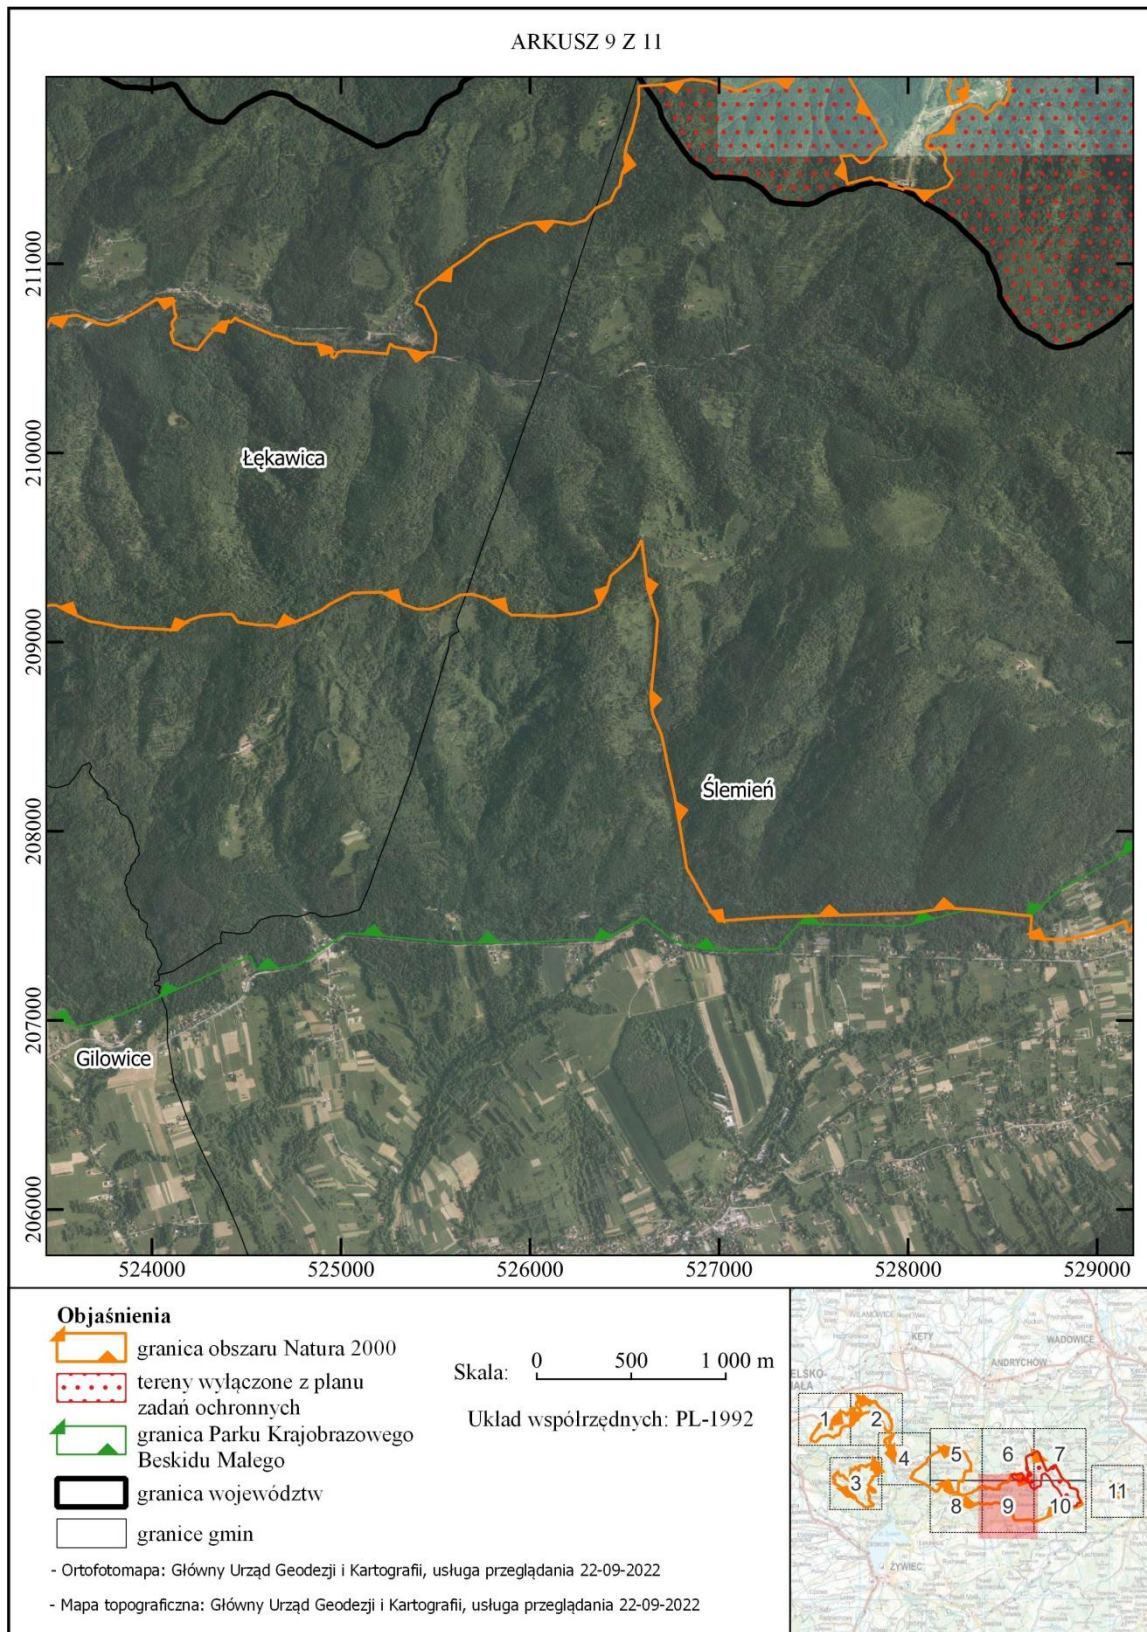 ARKUSZ 9 Z 11
211000
210000
209000
208000
207000
206000
Łękawica
Ślemień
Gilowice
524000
525000
526000
527000
528000
529000
Objaśnienia
granica obszaru Natura 2000
tereny wyłączone z planu
zadań ochronnych
granica Parku Krajobrazowego
Beskidu Małego
granica województw
granice gmin
Skala:
0
500
1 000 m
Układ współrzędnych: PL-1992
- Ortofotomapa: Główny Urząd Geodezji i Kartografii, usługa przeglądania 22-09-2022
- Mapa topograficzna: Główny Urząd Geodezji i Kartografii, usługa przeglądania 22-09-2022
WILAMOWICE
KĘTY
WADOWICE
ANDRYCHÓW
1
2
3
4
5
6
7
8
9
10
11
ŻYWIEC